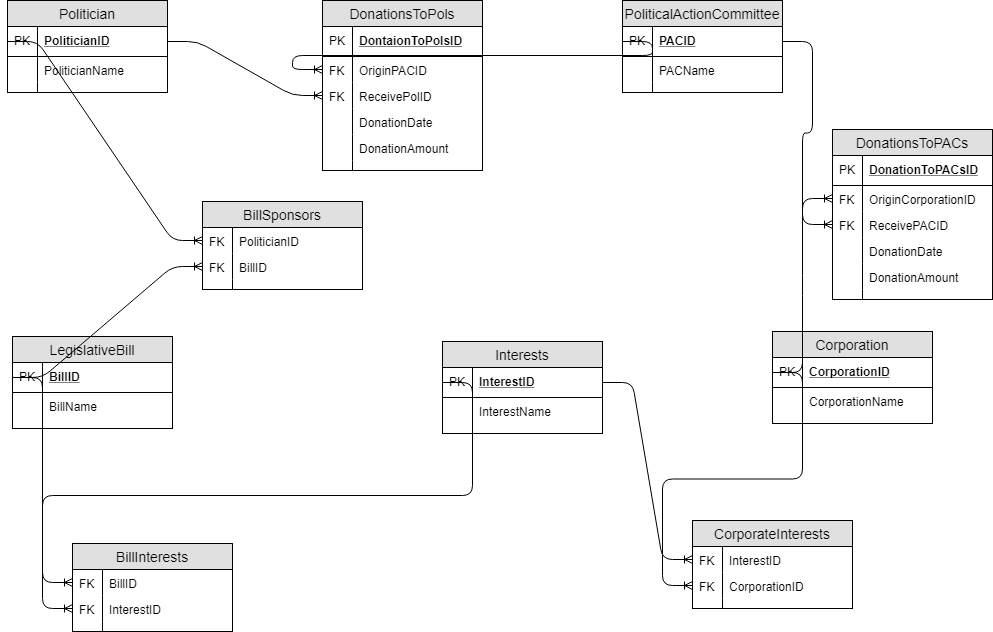 Politician
PK PoliticianID
PoliticianName
DonationsToPols
PK DontaionToPolsID
FK OriginPACID
FK ReceivePolID
DonationDate
DonationAmount
PoliticalActionCommittee
PK PACID
PACName
DonationsToPACs
PK DonationToPACsID
FK OriginCorporationID
FK ReceivePACID
DonationDate
DonationAmount
BillSponsors
FK PoliticianID
FK BillID
LegislativeBill
PK BillID
BillName
Interests
PK InterestID
InterestName
Corporation
PK CorporationID
CorporationName
BillInterests
FK BillID
FK InterestID
CorporateInterests
FK InterestID
FK CorporationID